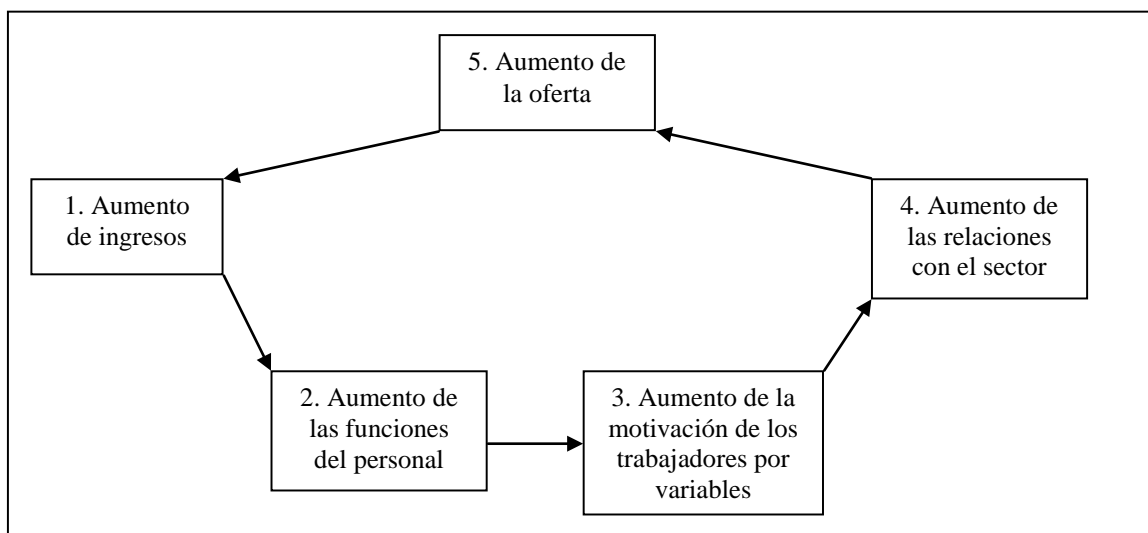 5. Aumento de
la oferta
1. Aumento
de ingresos
4. Aumento de
las relaciones
con el sector
2. Aumento de
las funciones
del personal
3. Aumento de la
motivación de los
trabajadores por
variables